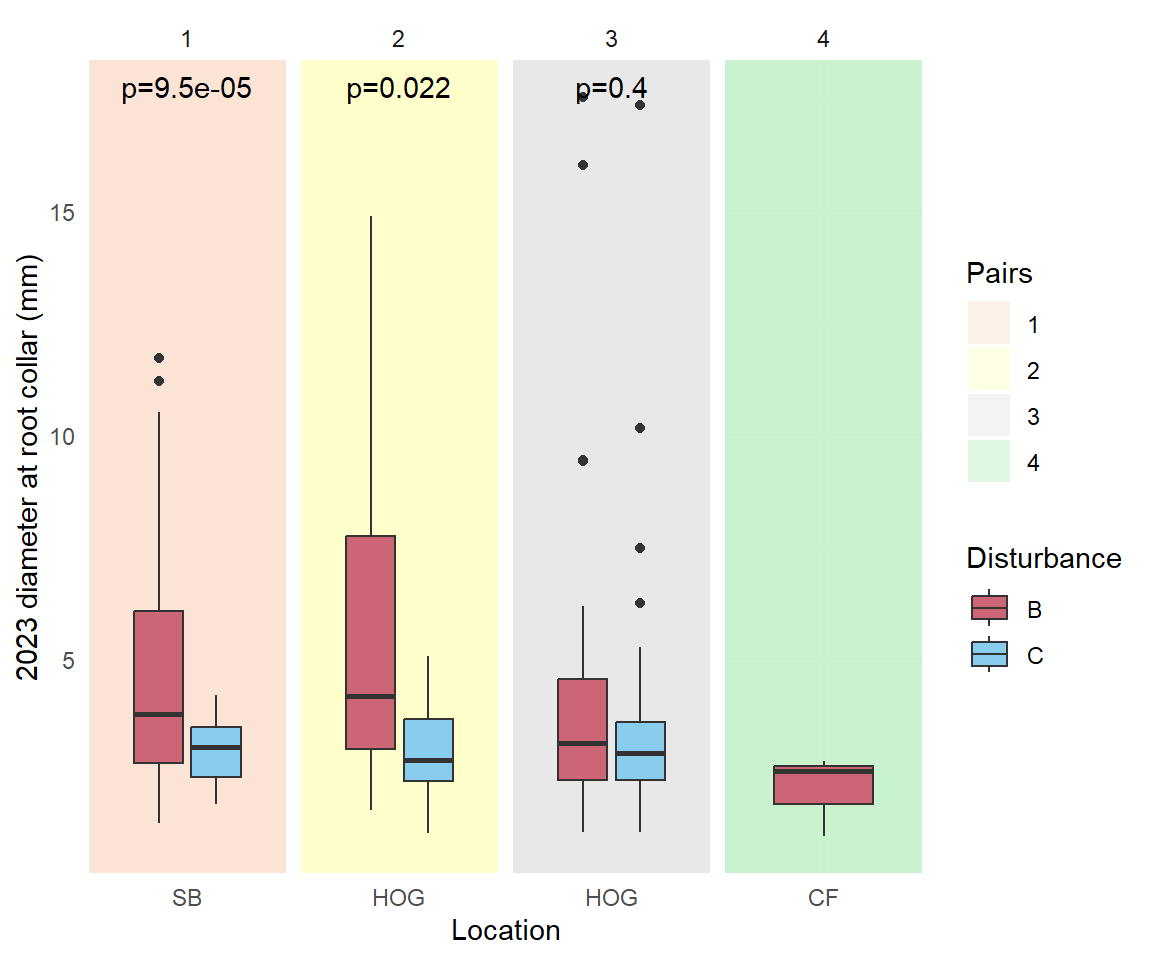 1 2 3 4
p=9.5e-05 p=0.022 p=0.4
15
10
5
2023 diameter at root collar (mm)
SB HOG HOG CF
Location
Pairs
1
2
3
4
Disturbance
B
C